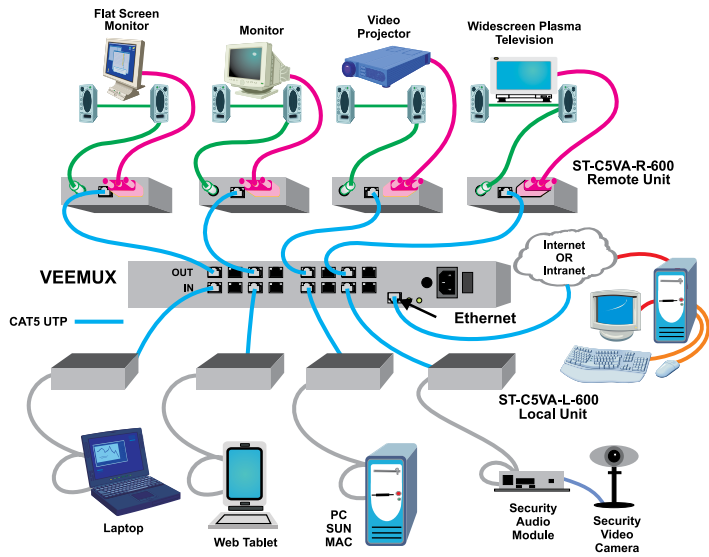 Flat Screen
Monitor
Monitor
Video
Projector
Widescreen Plasma
Television
ST-C5VA-R-600
Remote Unit
Internet
OR
Intranet
VEEMUX
OUT
IN
CAT5 UTP
Ethernet
ST-C5VA-L-600
Local Unit
Laptop
Web Tablet
PC
SUN
MAC
Security
Audio
Module
Security
Video
Camera